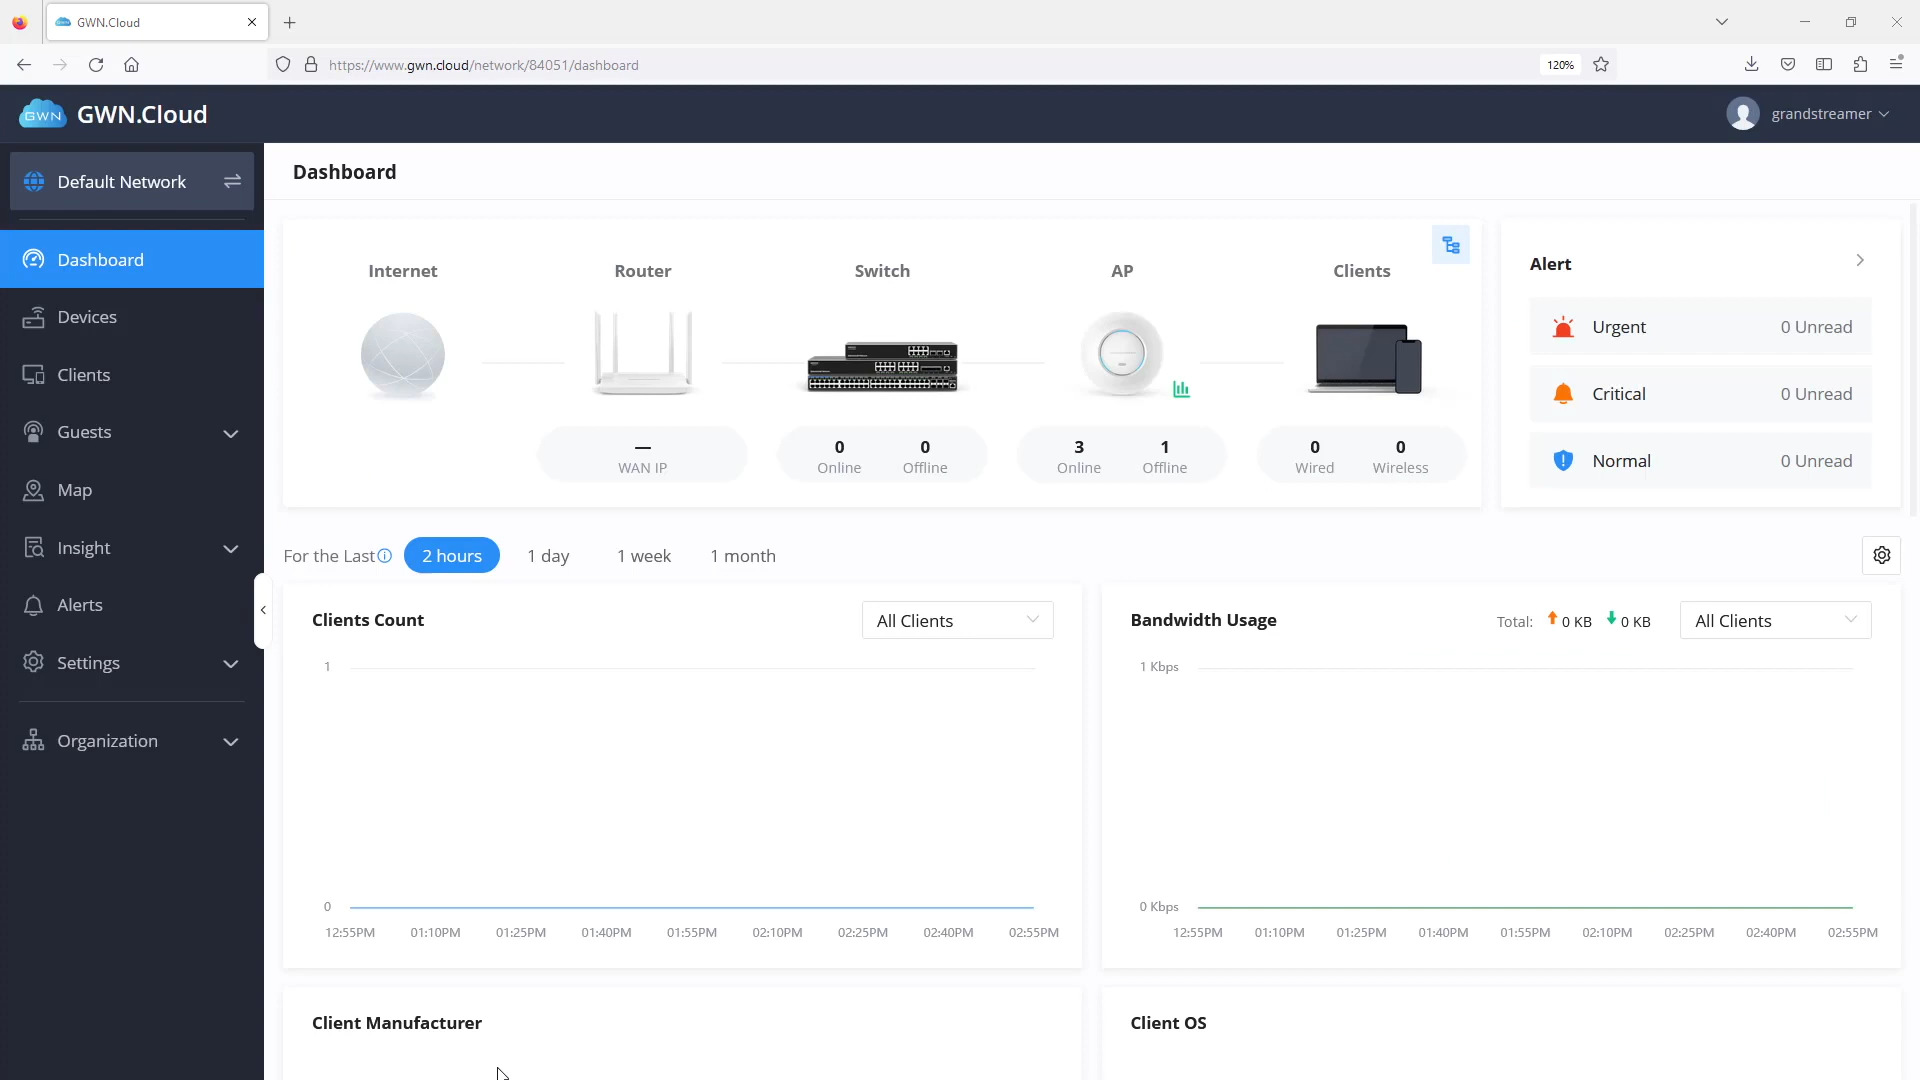 GWN.Cloud
https://www.gwn.cloud/network/84051/dashboard
120%
GWN
GWN.Cloud
grandstreamer
Default Network
Dashboard
Devices
Clients
Guests
Map
Insight
Alerts
Settings
Organization
Dashboard
Internet
Router
Switch
AP
Clients
—
WAN IP
0 0
Online Offline
3 1
Online Offline
0 0
Wired Wireless
Alert
Urgent 0 Unread
Critical 0 Unread
Normal 0 Unread
For the Last 2 hours 1 day 1 week 1 month
Clients Count
All Clients
1
0
12:55PM 01:10PM 01:25PM 01:40PM 01:55PM 02:10PM 02:25PM 02:40PM 02:55PM
Bandwidth Usage
Total: 0 KB 0 KB
All Clients
1 Kbps
0 Kbps
12:55PM 01:10PM 01:25PM 01:40PM 01:55PM 02:10PM 02:25PM 02:40PM 02:55PM
Client Manufacturer
Client OS